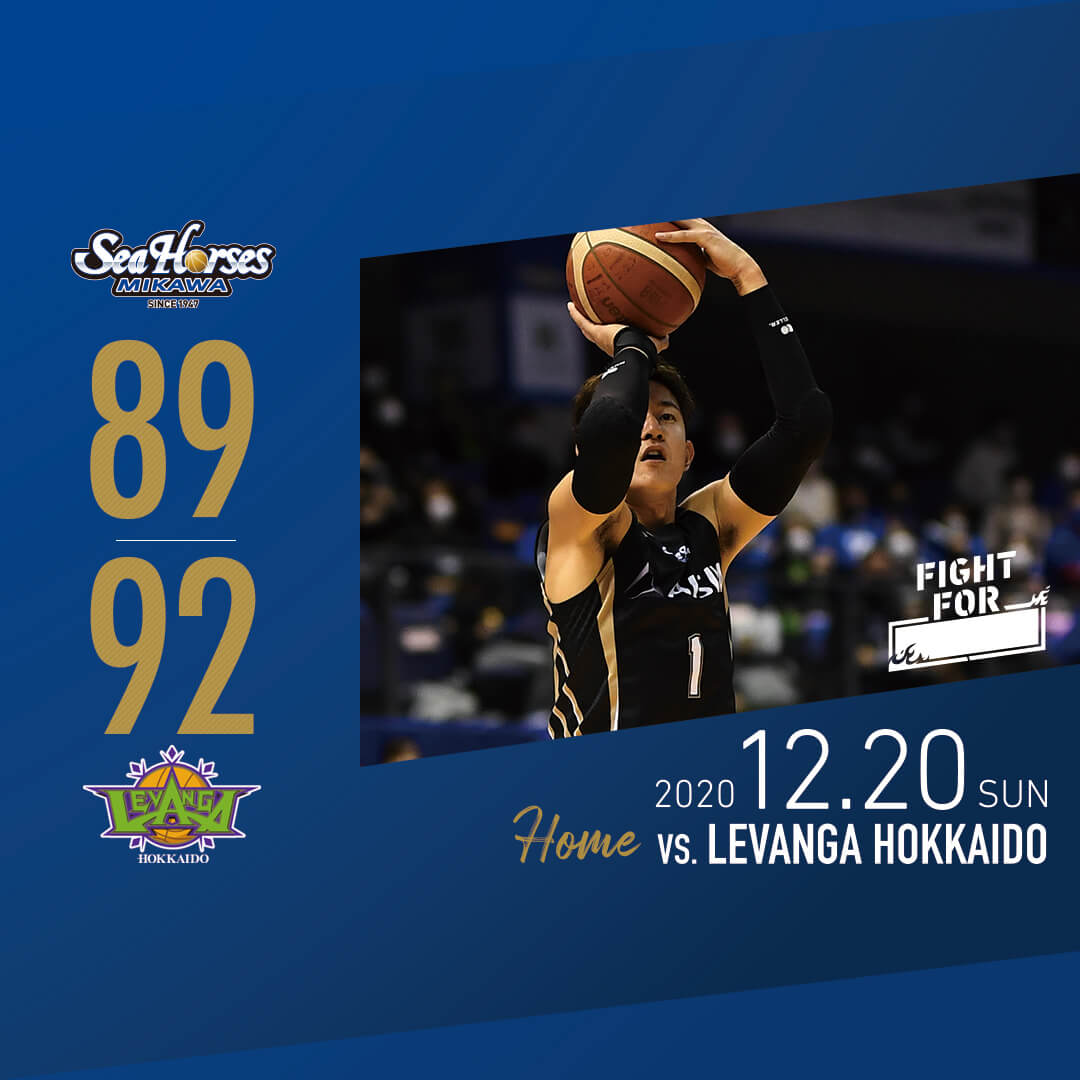 SeaHorses
MIKAWA
SINCE 1947
89
92
LEVANGA
HOKKAIDO
1
FIGHT
FOR
2020 12.20 SUN
Home vs. LEVANGA HOKKAIDO